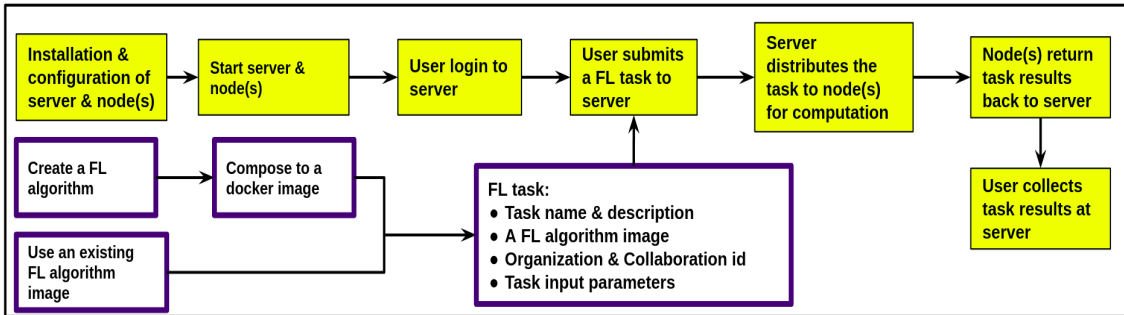 Installation &
configuration of
server & node(s)
Start server &
node(s)
User login to
server
User submits
a FL task to
server
Server
distributes the
task to node(s)
for computation
Node(s) return
task results
back to server
User collects
task results at
server
Create a FL
algorithm
Compose to a
docker image
Use an existing
FL algorithm
image
FL task:
● Task name & description
● A FL algorithm image
● Organization & Collaboration id
● Task input parameters